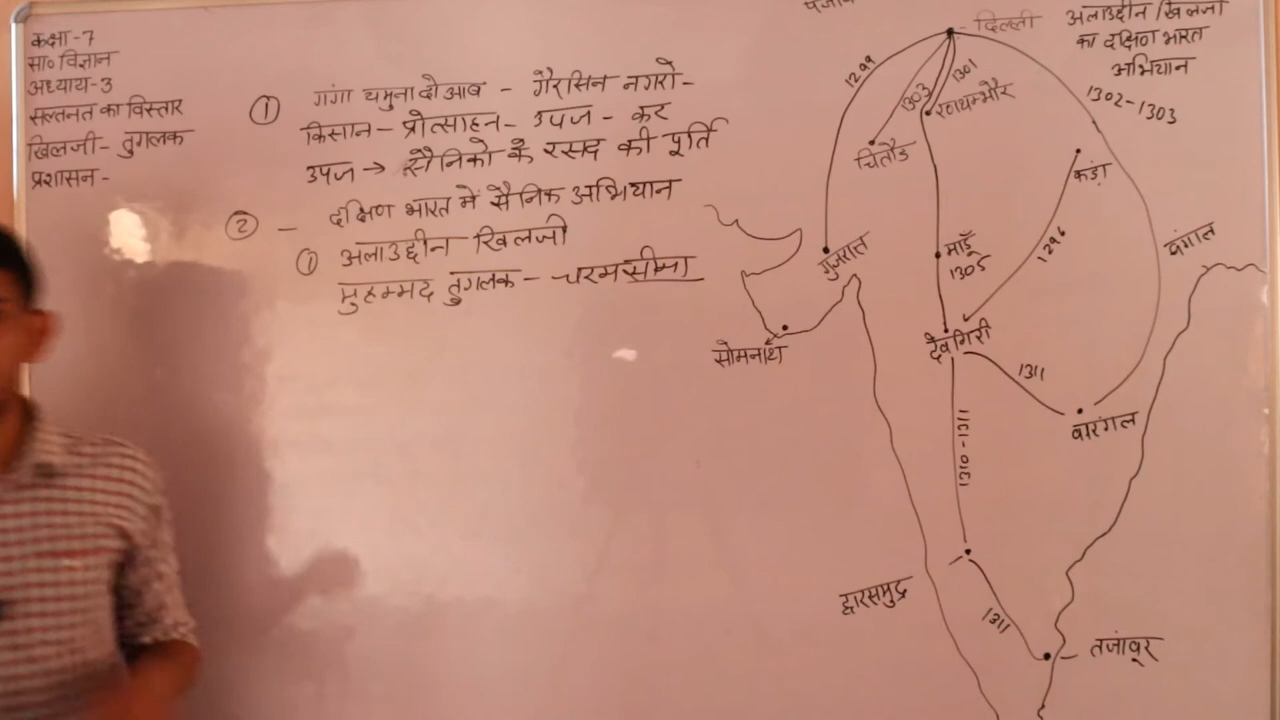 कक्षा-7
सा० विज्ञान
अध्याय-3
सल्तनत का विस्तार
खिलजी- तुगलक
प्रशासन-
① गंगा यमुना दोआब - गैरसिन नगरो-
किसान- प्रोत्साहन- उपज - कर
उपज → सैनिको के रसद की पूर्ति
② - दक्षिण भारत में सैनिक अभियान
① अलाउद्दीन खिलजी
मुहम्मद तुगलक - चरमसीमा
दिल्ली
अलाउद्दीन खिलजी
का दक्षिण भारत
अभियान
1302-1303
1299
1303
1301
रणथम्भौर
चितौड
कड़ा
1296
बंगाल
गुजरात
माडूँ
1305
देवगिरी
सोमनाथ
1311
वारंगल
1310-1311
द्वारसमुद्र
1311
तजांवूर